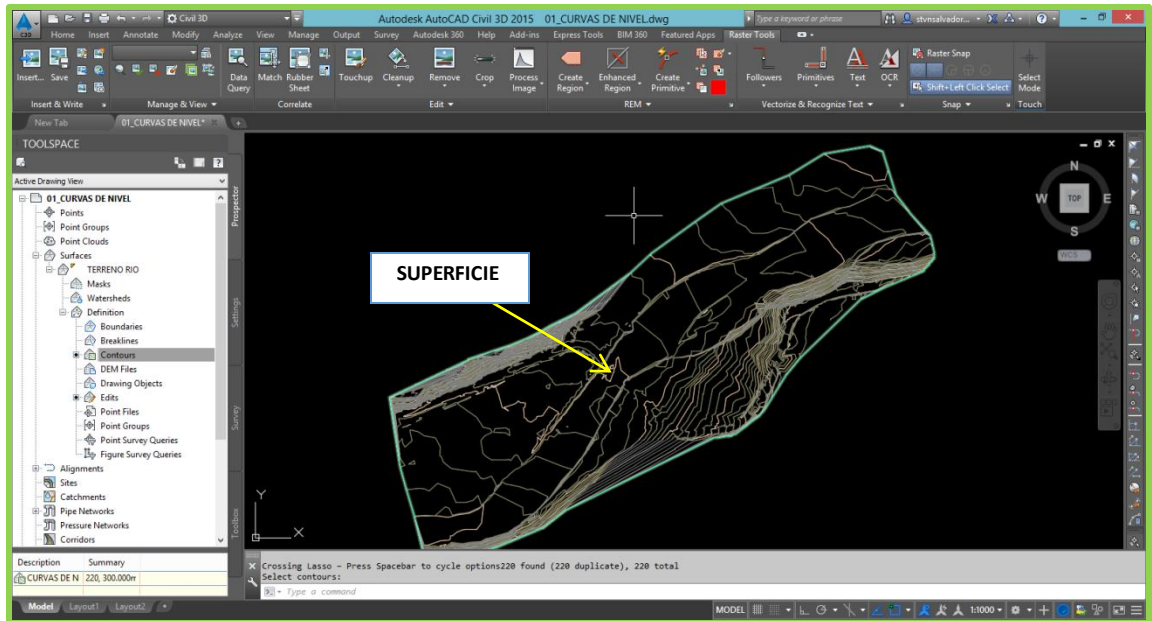 Autodesk AutoCAD Civil 3D 2015 01_CURVAS DE NIVEL.dwg
Civil 3D
Type a keyword or phrase
stvnsalvador...
C3D
Home Insert Annotate Modify Analyze View Manage Output Survey Autodesk 360 Help Add-ins Express Tools BIM 360 Featured Apps Raster Tools
Insert... Save
Data Query
Match
Rubber Sheet
Touchup
Cleanup
Remove
Crop
Process Image
Create Region
Enhanced Region
Create Primitive
Followers
Primitives
Text
OCR
Raster Snap
Shift+Left Click Select
Select Mode
Insert & Write
Manage & View
Correlate
Edit
REM
Vectorize & Recognize Text
Snap
Touch
New Tab
01_CURVAS DE NIVEL*
TOOLSPACE
Active Drawing View
01_CURVAS DE NIVEL
Points
Point Groups
Point Clouds
Surfaces
TERRENO RIO
Masks
Watersheds
Definition
Boundaries
Breaklines
Contours
DEM Files
Drawing Objects
Edits
Point Files
Point Groups
Point Survey Queries
Figure Survey Queries
Alignments
Sites
Catchments
Pipe Networks
Pressure Networks
Corridors
Prospector
Settings
Survey
Toolbox
Description Summary
CURVAS DE N 220, 300.000m
SUPERFICIE
N
W TOP E
S
WCS
Y
X
Crossing Lasso - Press Spacebar to cycle options220 found (220 duplicate), 220 total
Select contours:
Type a command
Model Layout1 Layout2
MODEL
1:1000